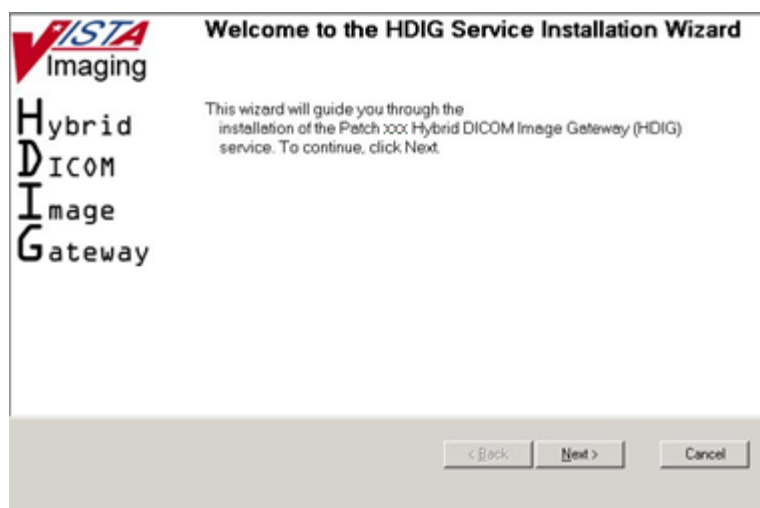 VISTA
Imaging
Hybrid
DICOM
Image
Gateway
Welcome to the HDIG Service Installation Wizard
This wizard will guide you through the
installation of the Patch xxx Hybrid DICOM Image Gateway (HDIG)
service. To continue, click Next.
< Back
Next >
Cancel